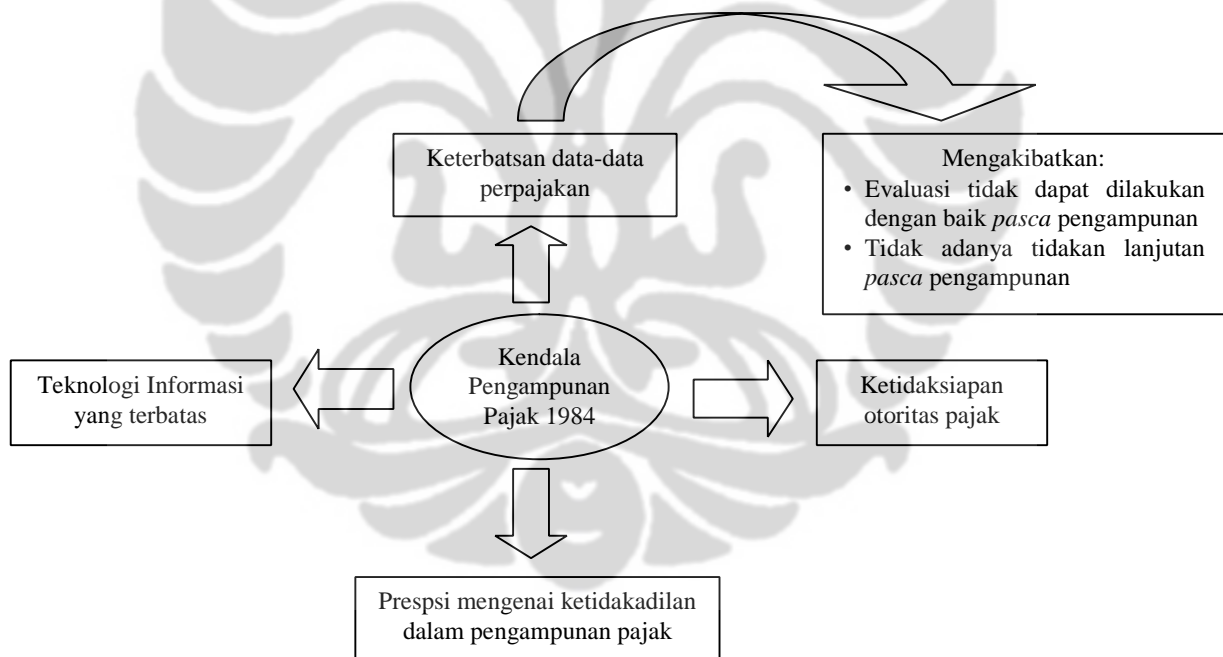 Keterbatsan data-data
perpajakan
Mengakibatkan:
• Evaluasi tidak dapat dilakukan
dengan baik pasca pengampunan
• Tidak adanya tidakan lanjutan
pasca pengampunan
Kendala
Pengampunan
Pajak 1984
Teknologi Informasi
yang terbatas
Ketidaksiapan
otoritas pajak
Prespsi mengenai ketidakadilan
dalam pengampunan pajak